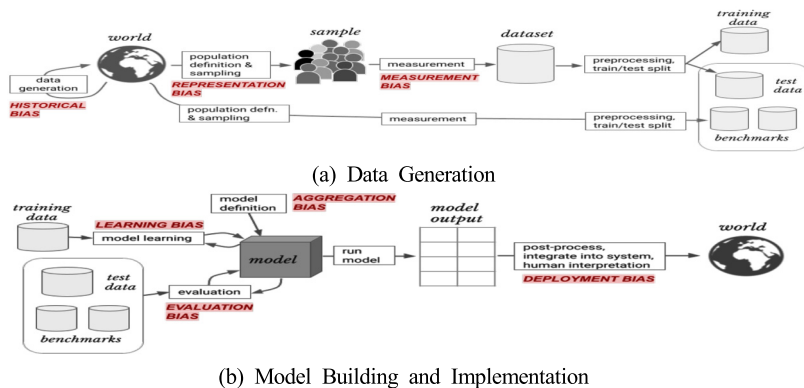 world
data
generation
HISTORICAL
BIAS
population
definition &
sampling
REPRESENTATION
BIAS
sample
measurement
MEASUREMENT
BIAS
dataset
preprocessing,
train/test split
training
data
test
data
benchmarks
population defn.
& sampling
measurement
preprocessing,
train/test split
(a) Data Generation
training
data
LEARNING BIAS
model learning
model
definition
AGGREGATION
BIAS
model
test
data
benchmarks
evaluation
EVALUATION
BIAS
run
model
model
output
post-process,
integrate into system,
human interpretation
DEPLOYMENT BIAS
world
(b) Model Building and Implementation